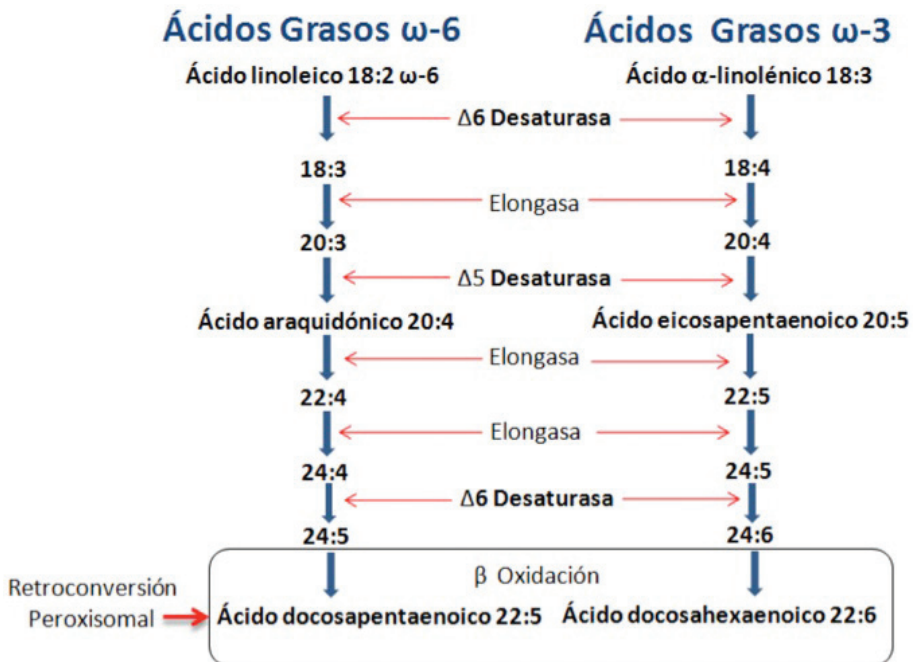 Ácidos Grasos ω-6 Ácidos Grasos ω-3
Ácido linoleico 18:2 ω-6 Ácido α-linolénico 18:3
Δ6 Desaturasa
18:3 18:4
Elongasa
20:3 20:4
Δ5 Desaturasa
Ácido araquidónico 20:4 Ácido eicosapentaenoico 20:5
Elongasa
22:4 22:5
Elongasa
24:4 24:5
Δ6 Desaturasa
24:5 24:6
β Oxidación
Retroconversión
Peroxisomal
Ácido docosapentaenoico 22:5 Ácido docosahexaenoico 22:6